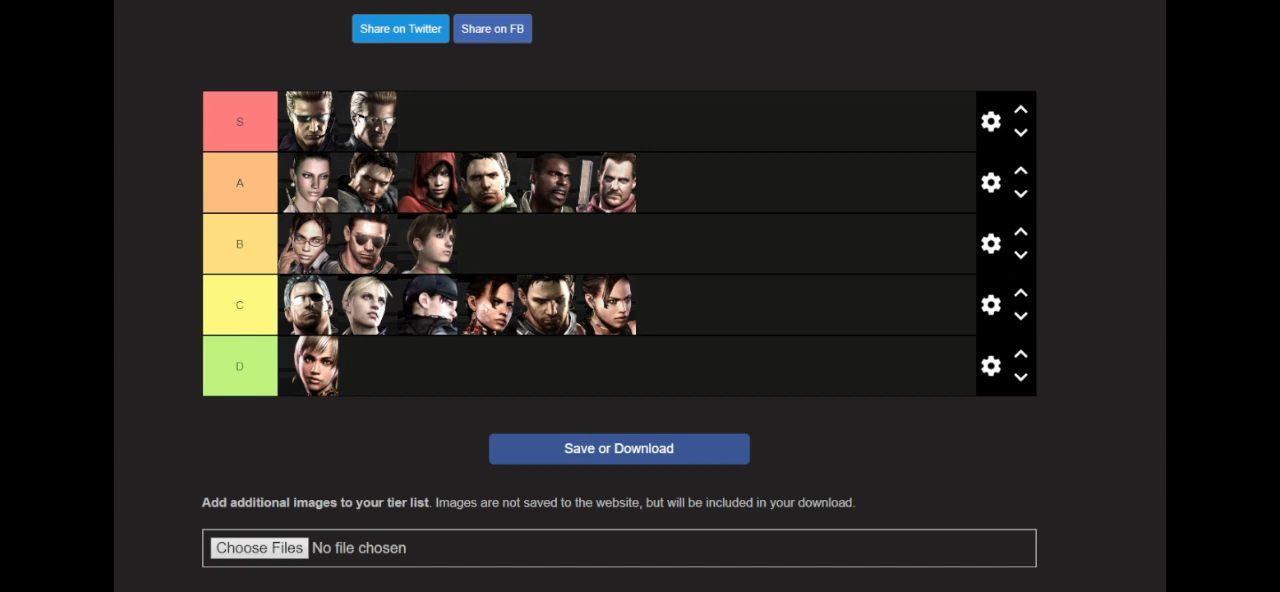 Share on Twitter Share on FB
S
A
B
C
D
Save or Download
Add additional images to your tier list. Images are not saved to the website, but will be included in your download.
Choose Files No file chosen